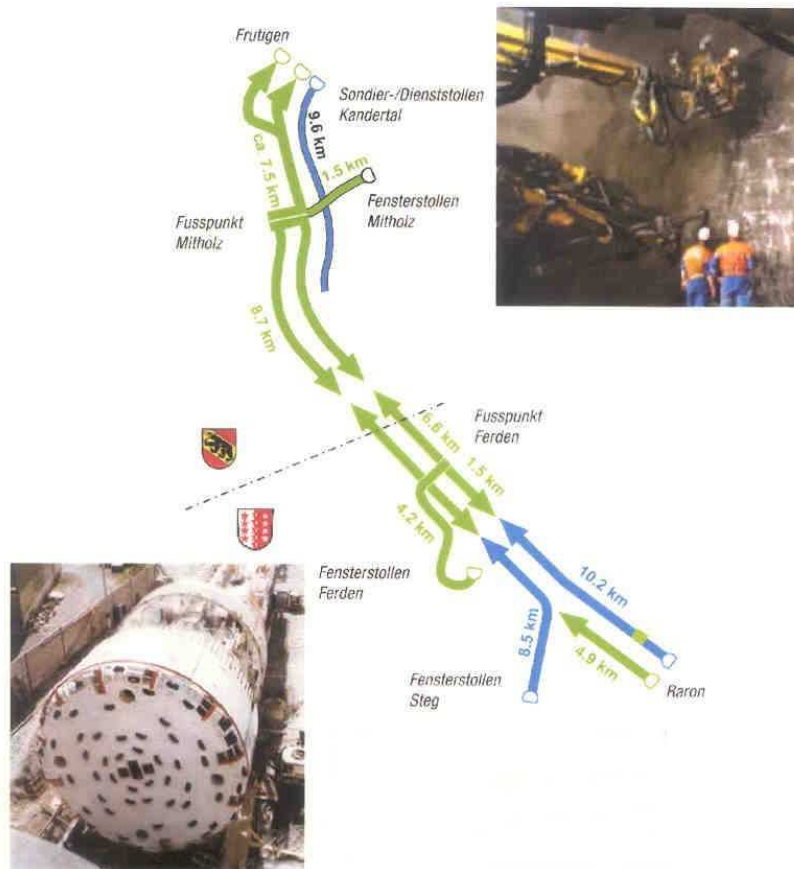 Frutigen
Sondier-/Dienststollen
Kandertal
9.6 km
ca. 7.5 km
1.5 km
Fensterstollen
Mitholz
Fusspunkt
Mitholz
8.7 km
Fusspunkt
Ferden
6.6 km
1.5 km
4.2 km
Fensterstollen
Ferden
10.2 km
8.5 km
4.9 km
Fensterstollen
Steg
Raron